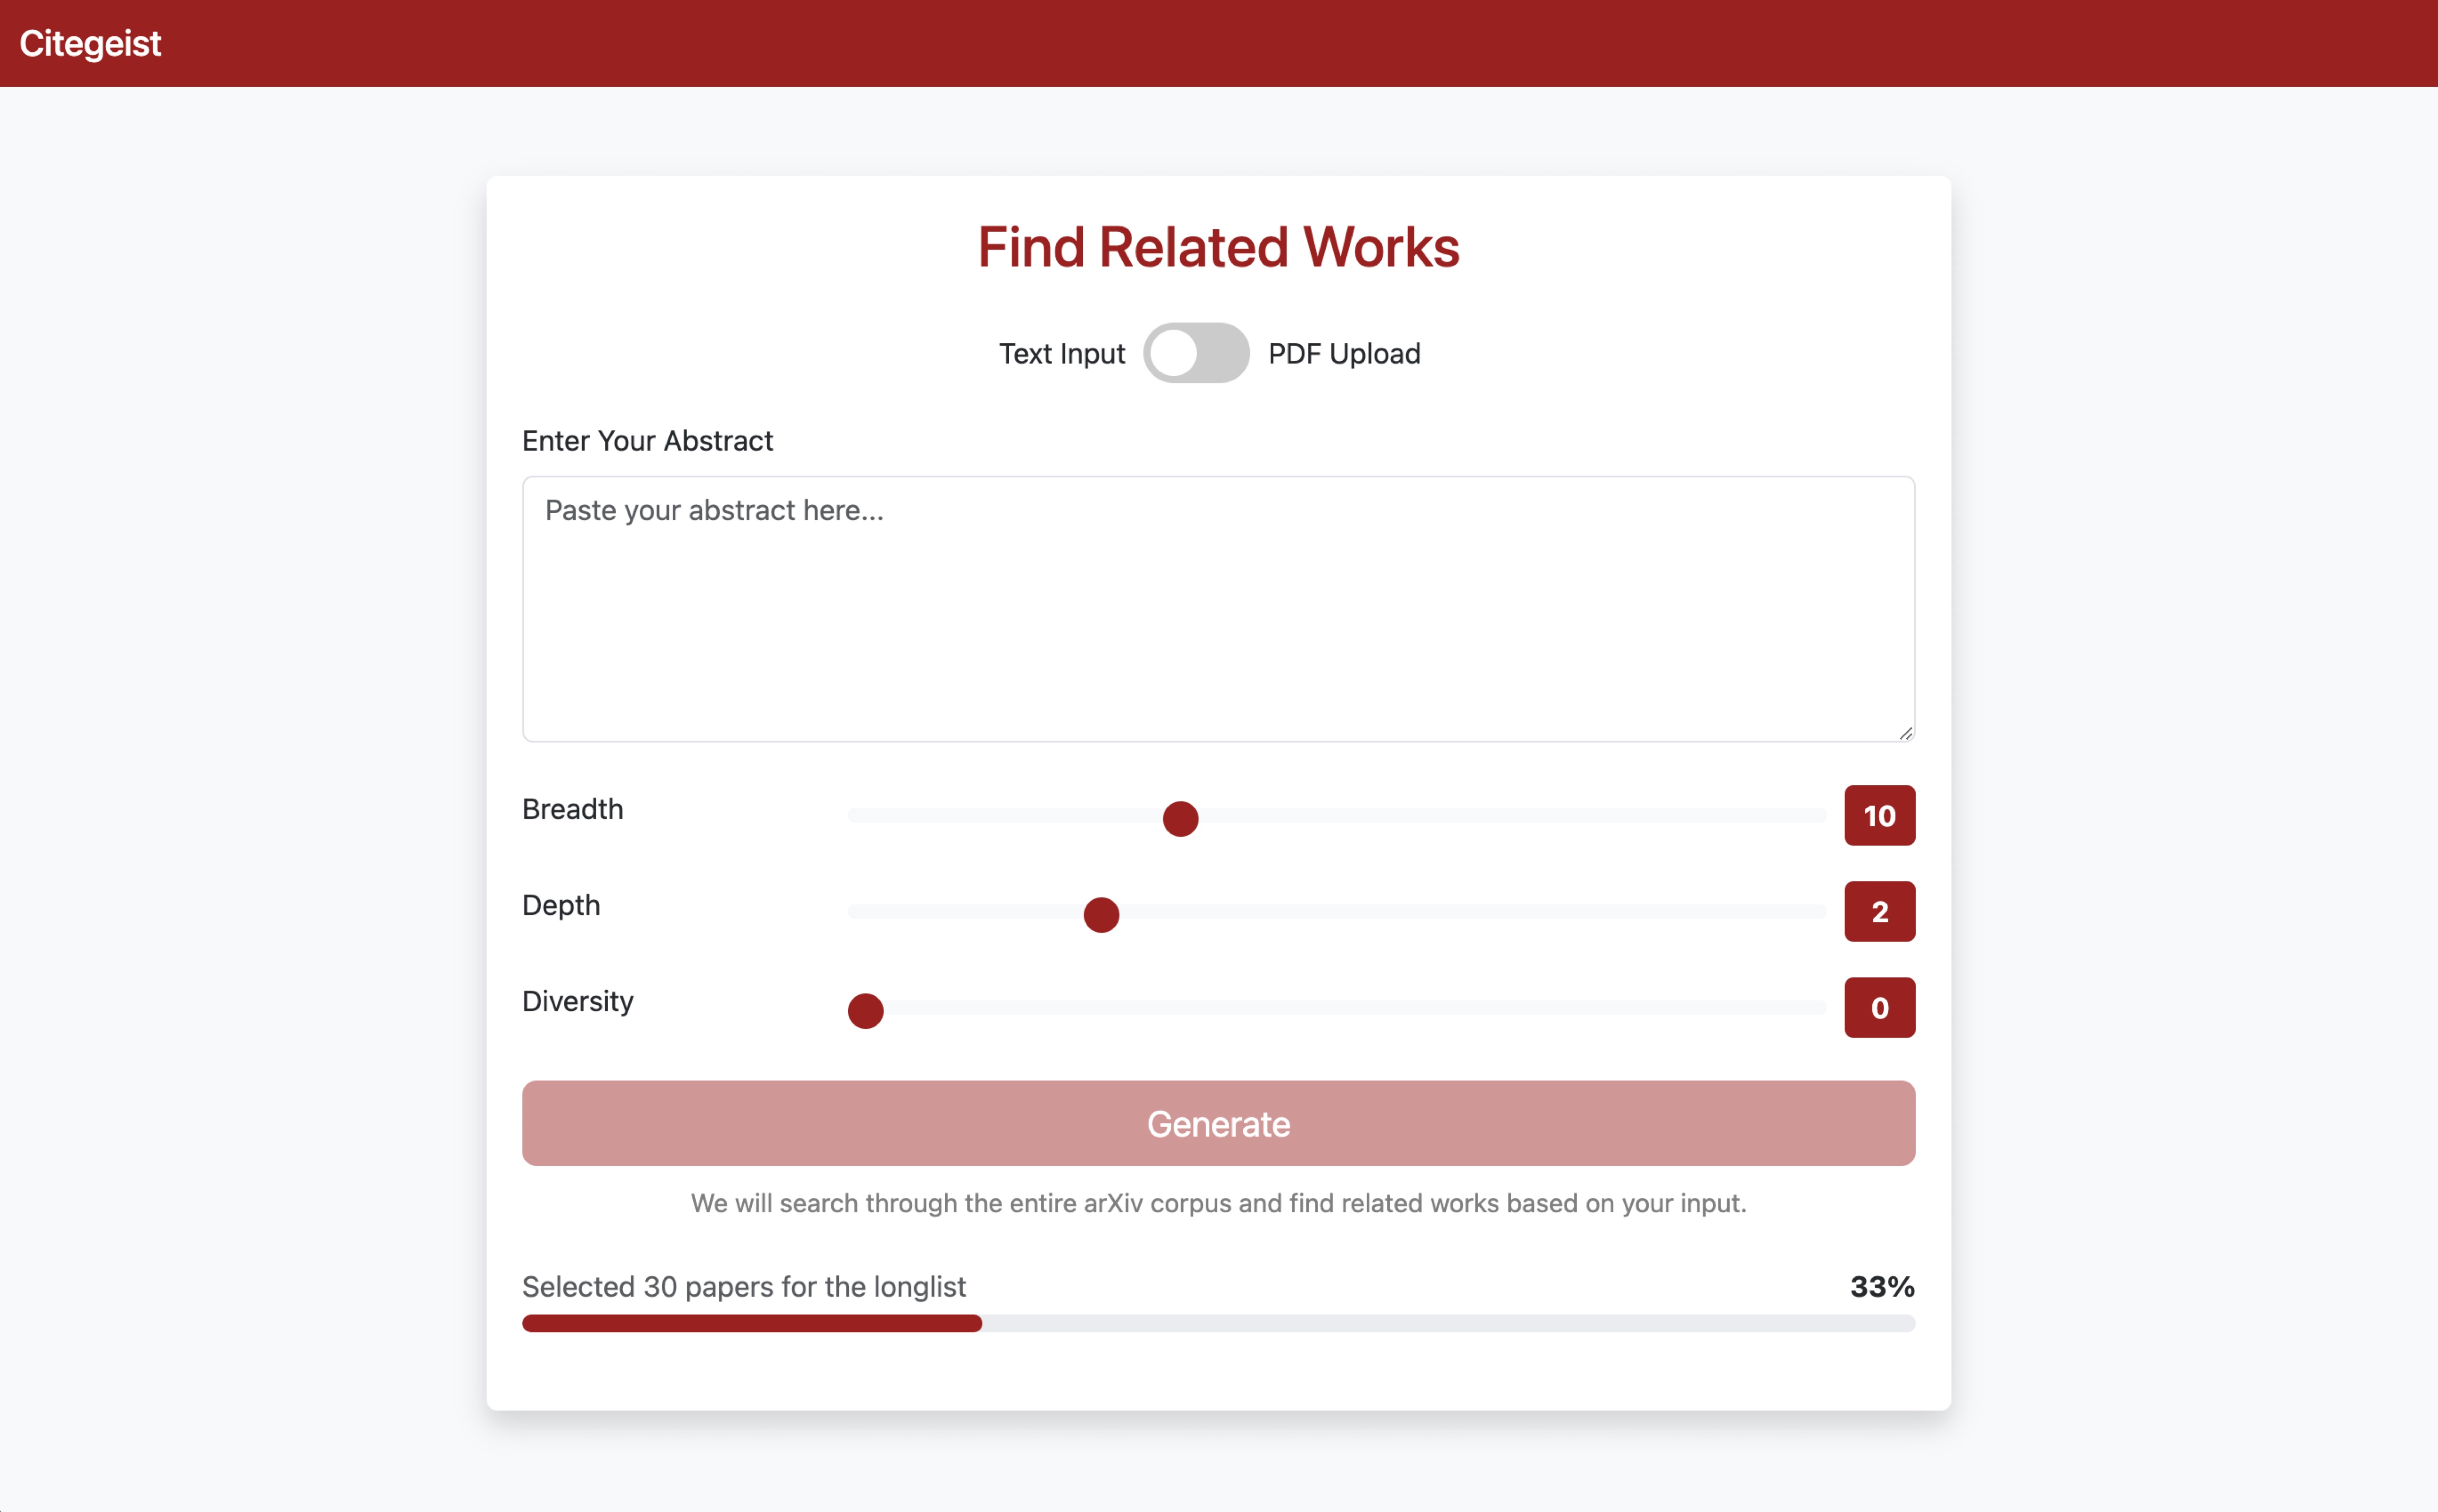 Citegeist
Find Related Works
Text Input PDF Upload
Enter Your Abstract
Paste your abstract here...
Breadth 10
Depth 2
Diversity 0
Generate
We will search through the entire arXiv corpus and find related works based on your input.
Selected 30 papers for the longlist 33%